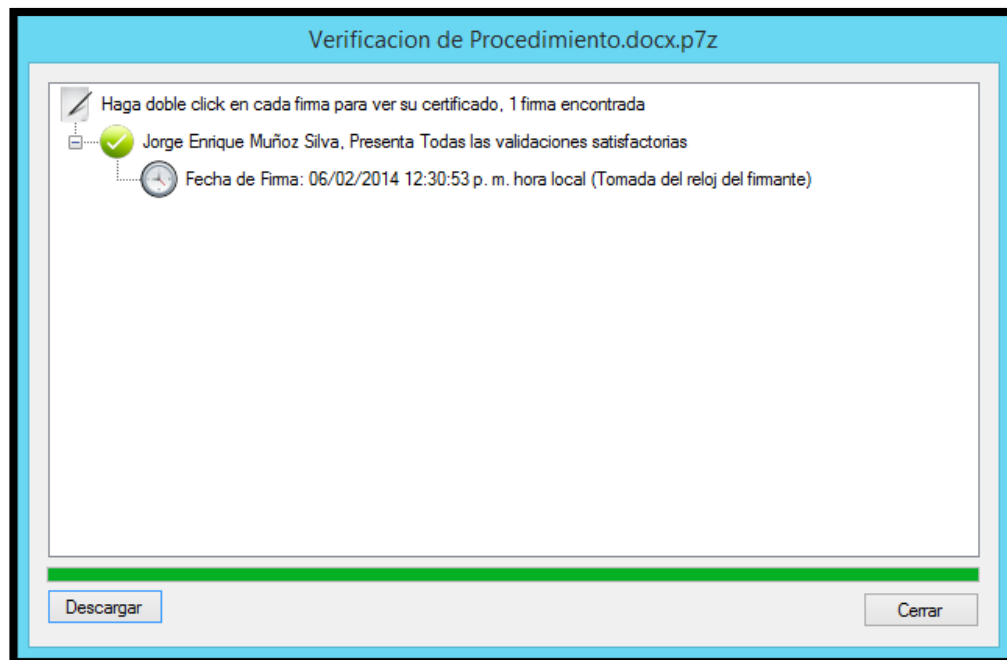 Verificacion de Procedimiento.docx.p7z
Haga doble click en cada firma para ver su certificado, 1 firma encontrada
Jorge Enrique Muñoz Silva, Presenta Todas las validaciones satisfactorias
Fecha de Firma: 06/02/2014 12:30:53 p. m. hora local (Tomada del reloj del firmante)
Descargar
Cerrar